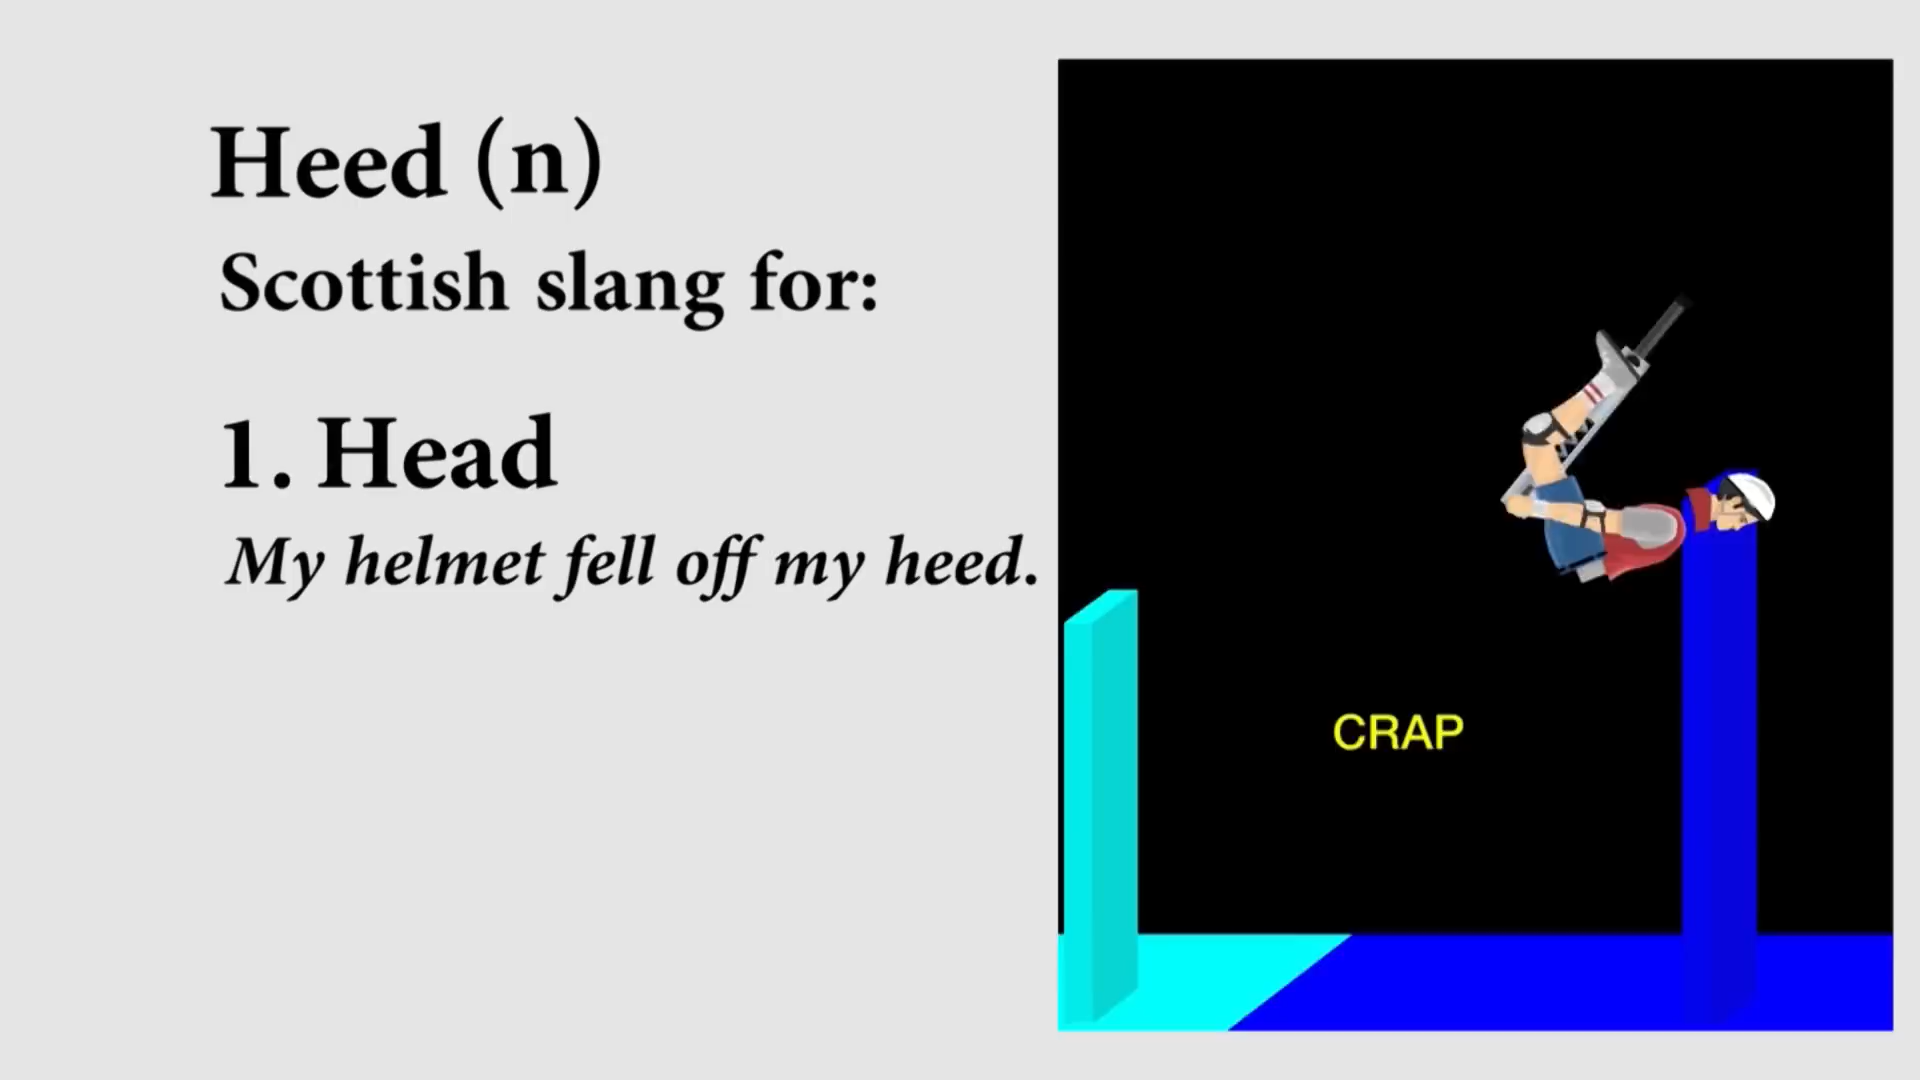 Heed (n)
Scottish slang for:
1. Head
My helmet fell off my heed.
CRAP